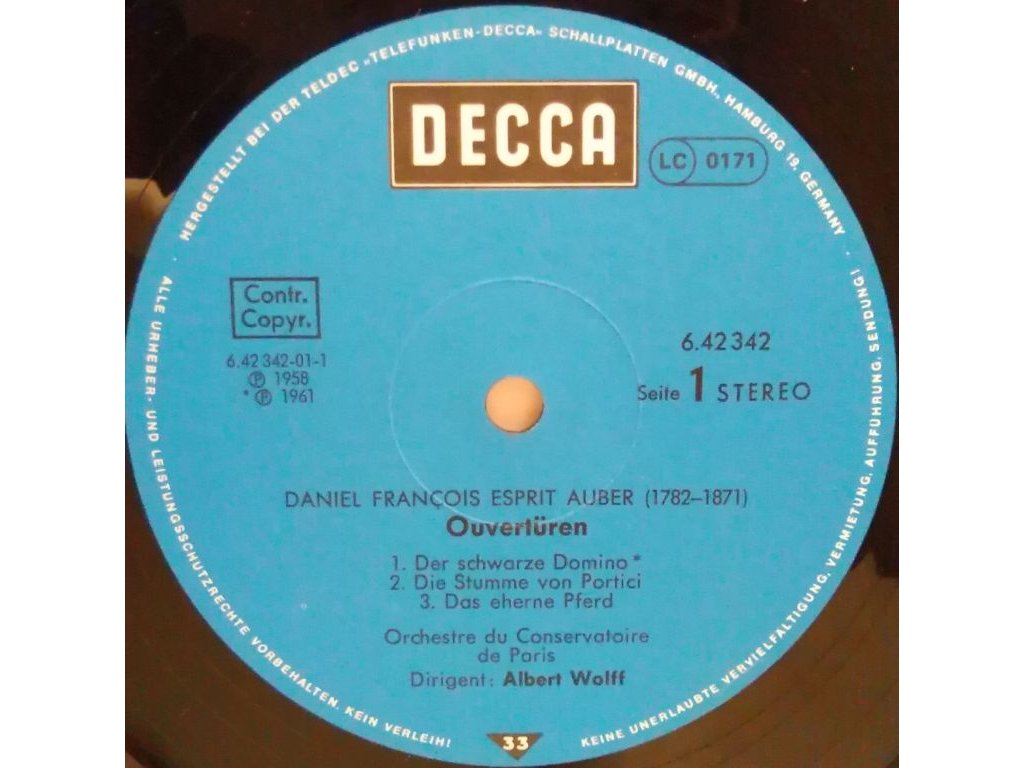 HERGESTELLT BEI DER TELDEC »TELEFUNKEN-DECCA« SCHALLPLATTEN GMBH., HAMBURG 19, GERMANY
DECCA
LC 0171
Contr.
Copyr.
6.42 342-01-1
Ⓟ 1958
* Ⓟ 1961
6.42 342
Seite 1 STEREO
DANIEL FRANÇOIS ESPRIT AUBER (1782–1871)
Ouvertüren
1. Der schwarze Domino*
2. Die Stumme von Portici
3. Das eherne Pferd
Orchestre du Conservatoire
de Paris
Dirigent: Albert Wolff
ALLE URHEBER- UND LEISTUNGSSCHUTZRECHTE VORBEHALTEN. KEIN VERLEIH!
33
KEINE UNERLAUBTE VERVIELFÄLTIGUNG, VERMIETUNG, AUFFÜHRUNG, SENDUNG!